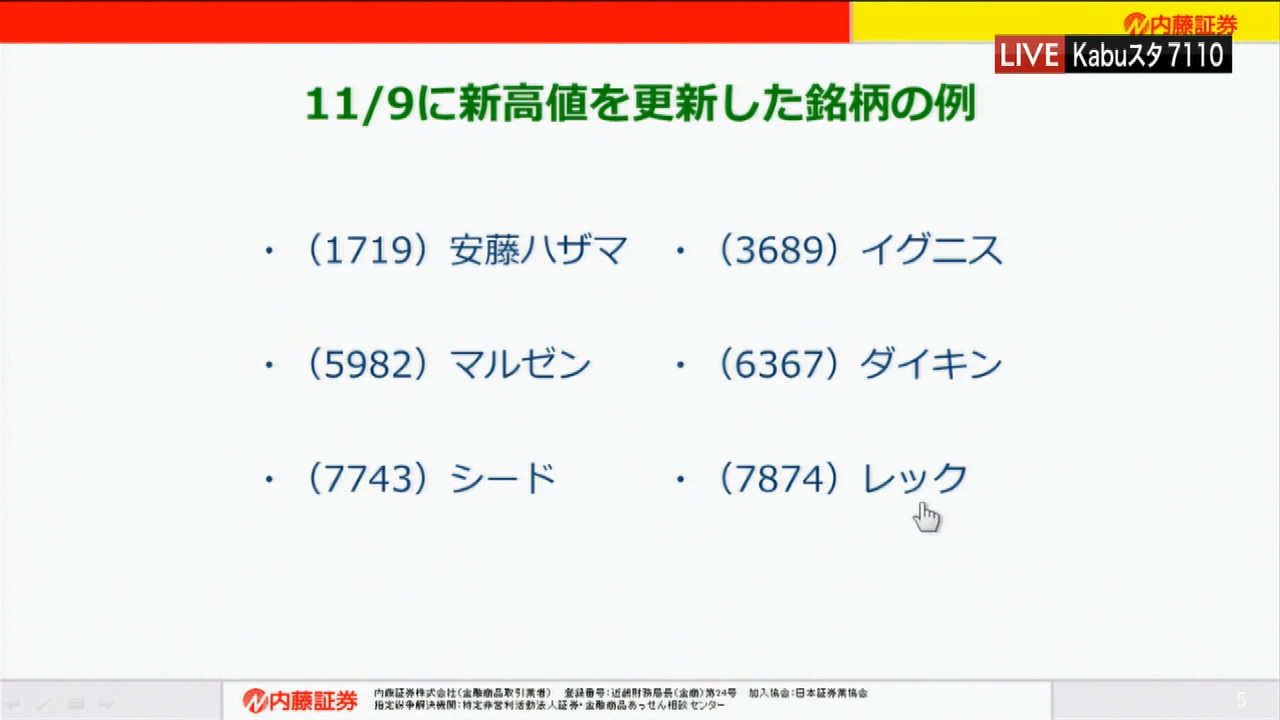 内藤証券
LIVE Kabuスタ 7110
11/9に新高値を更新した銘柄の例
・（1719）安藤ハザマ ・（3689）イグニス
・（5982）マルゼン ・（6367）ダイキン
・（7743）シード ・（7874）レック
内藤証券 内藤証券株式会社(金融商品取引業者) 登録番号:近畿財務局長(金商)第24号 加入協会:日本証券業協会
指定紛争解決機関:特定非営利活動法人証券・金融商品あっせん相談センター
5